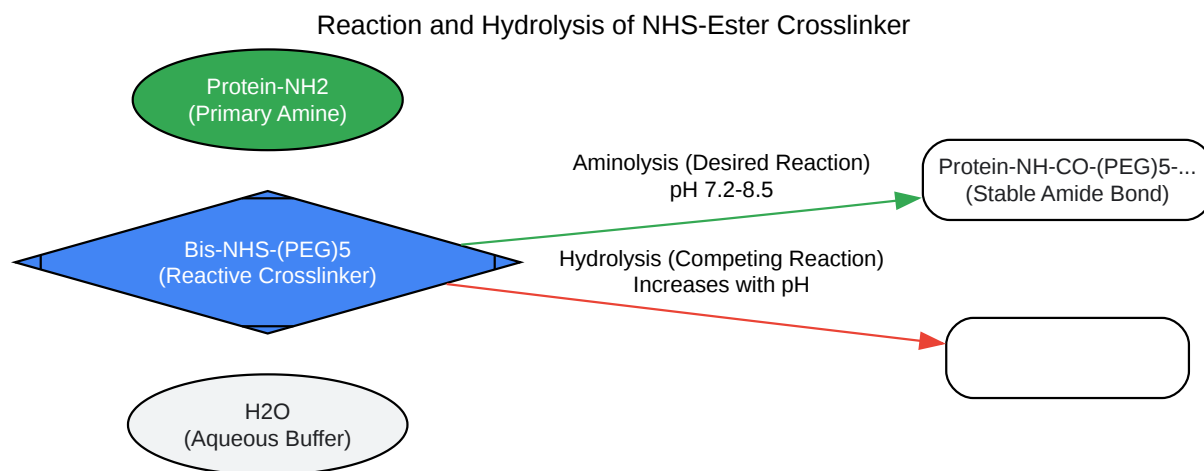 Reaction and Hydrolysis of NHS-Ester Crosslinker
Protein-NH2
(Primary Amine)
Aminolysis (Desired Reaction)
pH 7.2-8.5
Protein-NH-CO-(PEG)5-...
(Stable Amide Bond)
Bis-NHS-(PEG)5
(Reactive Crosslinker)
Hydrolysis (Competing Reaction)
Increases with pH
H2O
(Aqueous Buffer)